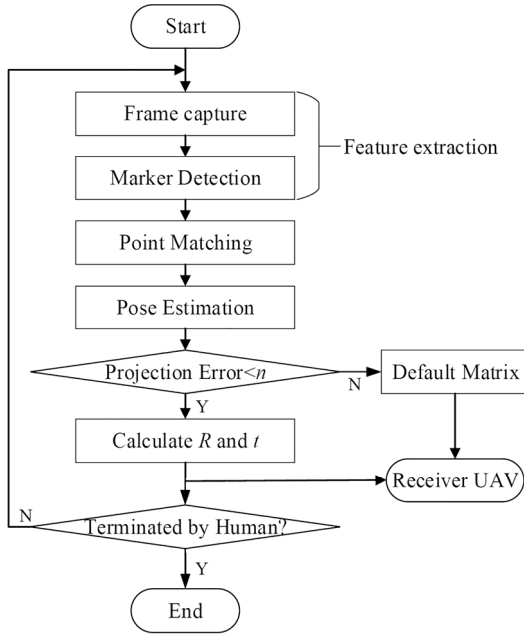 Start
Frame capture
Feature extraction
Marker Detection
Point Matching
Pose Estimation
Projection Error<n
N
Default Matrix
Y
Calculate R and t
Receiver UAV
N
Terminated by Human?
Y
End